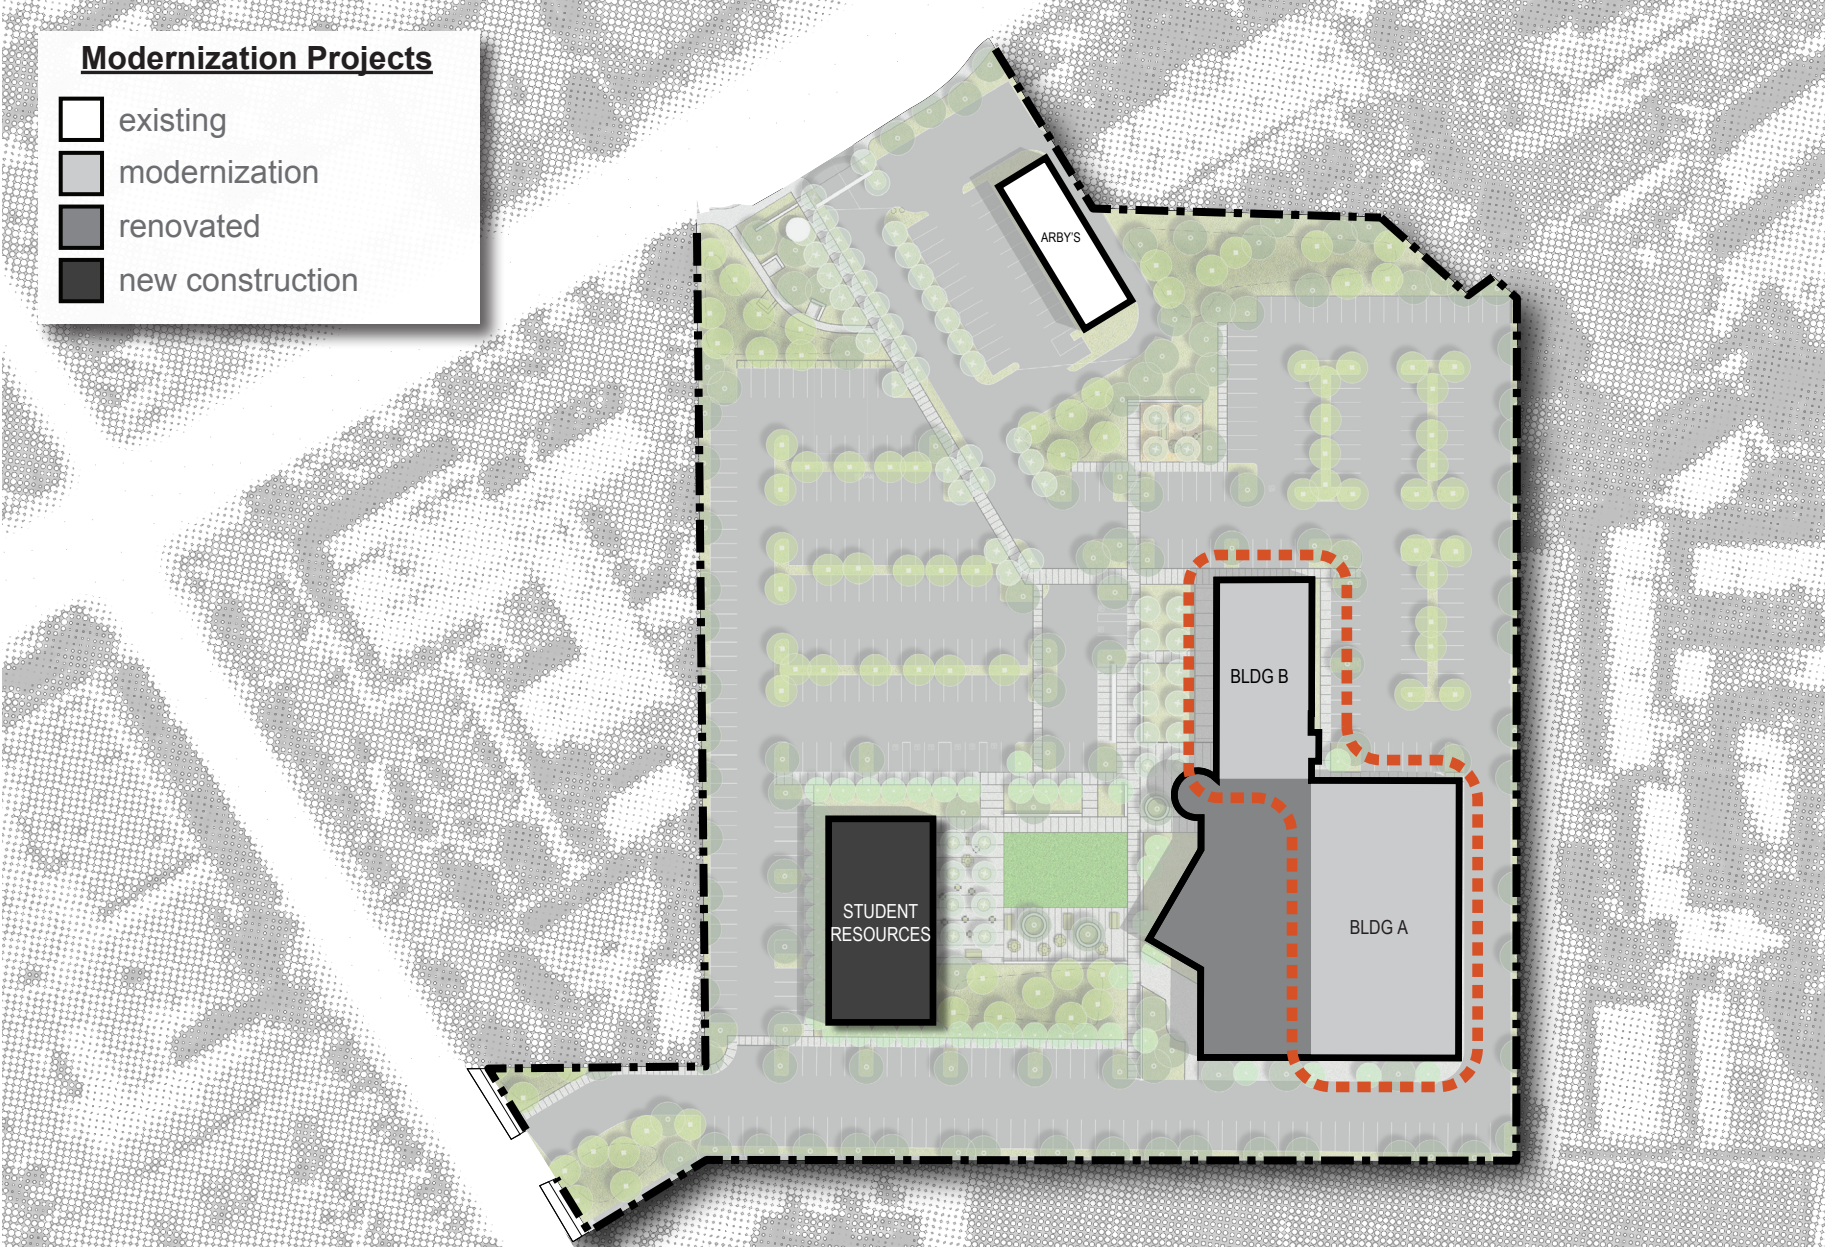 Modernization Projects
existing
modernization
renovated
new construction
ARBY'S
BLDG B
STUDENT
RESOURCES
BLDG A